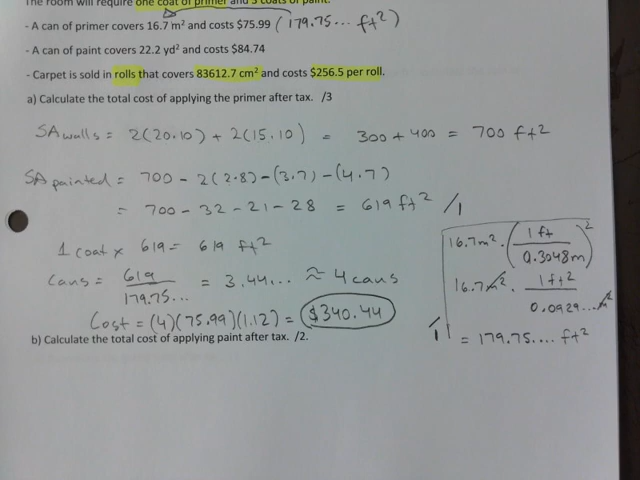 The room will require one coat of primer and 3 coats of paint.
- A can of primer covers 16.7 m² and costs $75.99 (179.75... ft²)
- A can of paint covers 22.2 yd² and costs $84.74
- Carpet is sold in rolls that covers 83612.7 cm² and costs $256.5 per roll.
a) Calculate the total cost of applying the primer after tax. /3
SA walls = 2(20·10) + 2(15·10) = 300 + 400 = 700 ft²
SA painted = 700 - 2(2·8) - (3·7) - (4·7)
= 700 - 32 - 21 - 28 = 619 ft² /1
1 coat × 619 = 619 ft²
cans = 619/179.75... = 3.44... ≈ 4 cans
Cost = (4)(75.99)(1.12) = $340.44
16.7m² · (1 ft/0.3048m)²
16.7m² · 1ft²/0.0929...m²
/1 = 179.75.... ft²
b) Calculate the total cost of applying paint after tax. /2.